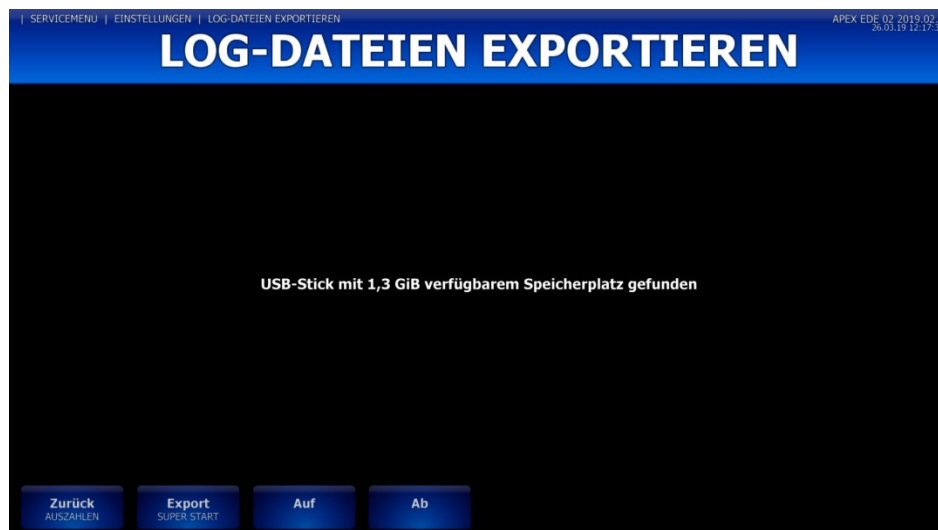 | SERVICEMENÜ | EINSTELLUNGEN | LOG-DATEIEN EXPORTIEREN
APEX EDE 02 2019.02.
26.03.19 12:17:3
LOG-DATEIEN EXPORTIEREN
USB-Stick mit 1,3 GiB verfügbarem Speicherplatz gefunden
Zurück
AUSZAHLEN
Export
SUPER START
Auf
Ab